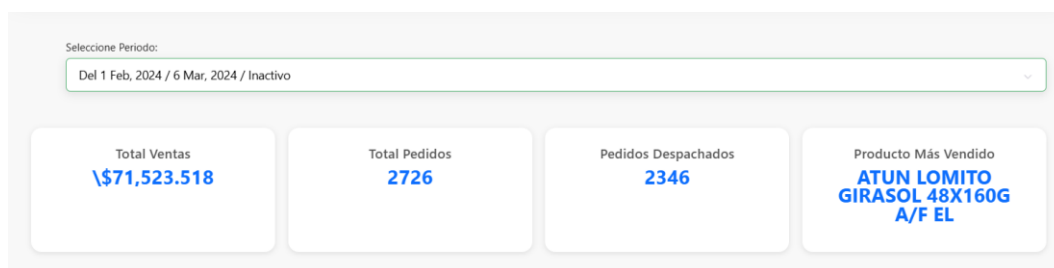 Seleccione Periodo:
Del 1 Feb, 2024 / 6 Mar, 2024 / Inactivo
Total Ventas
\$71,523.518
Total Pedidos
2726
Pedidos Despachados
2346
Producto Más Vendido
ATUN LOMITO
GIRASOL 48X160G
A/F EL